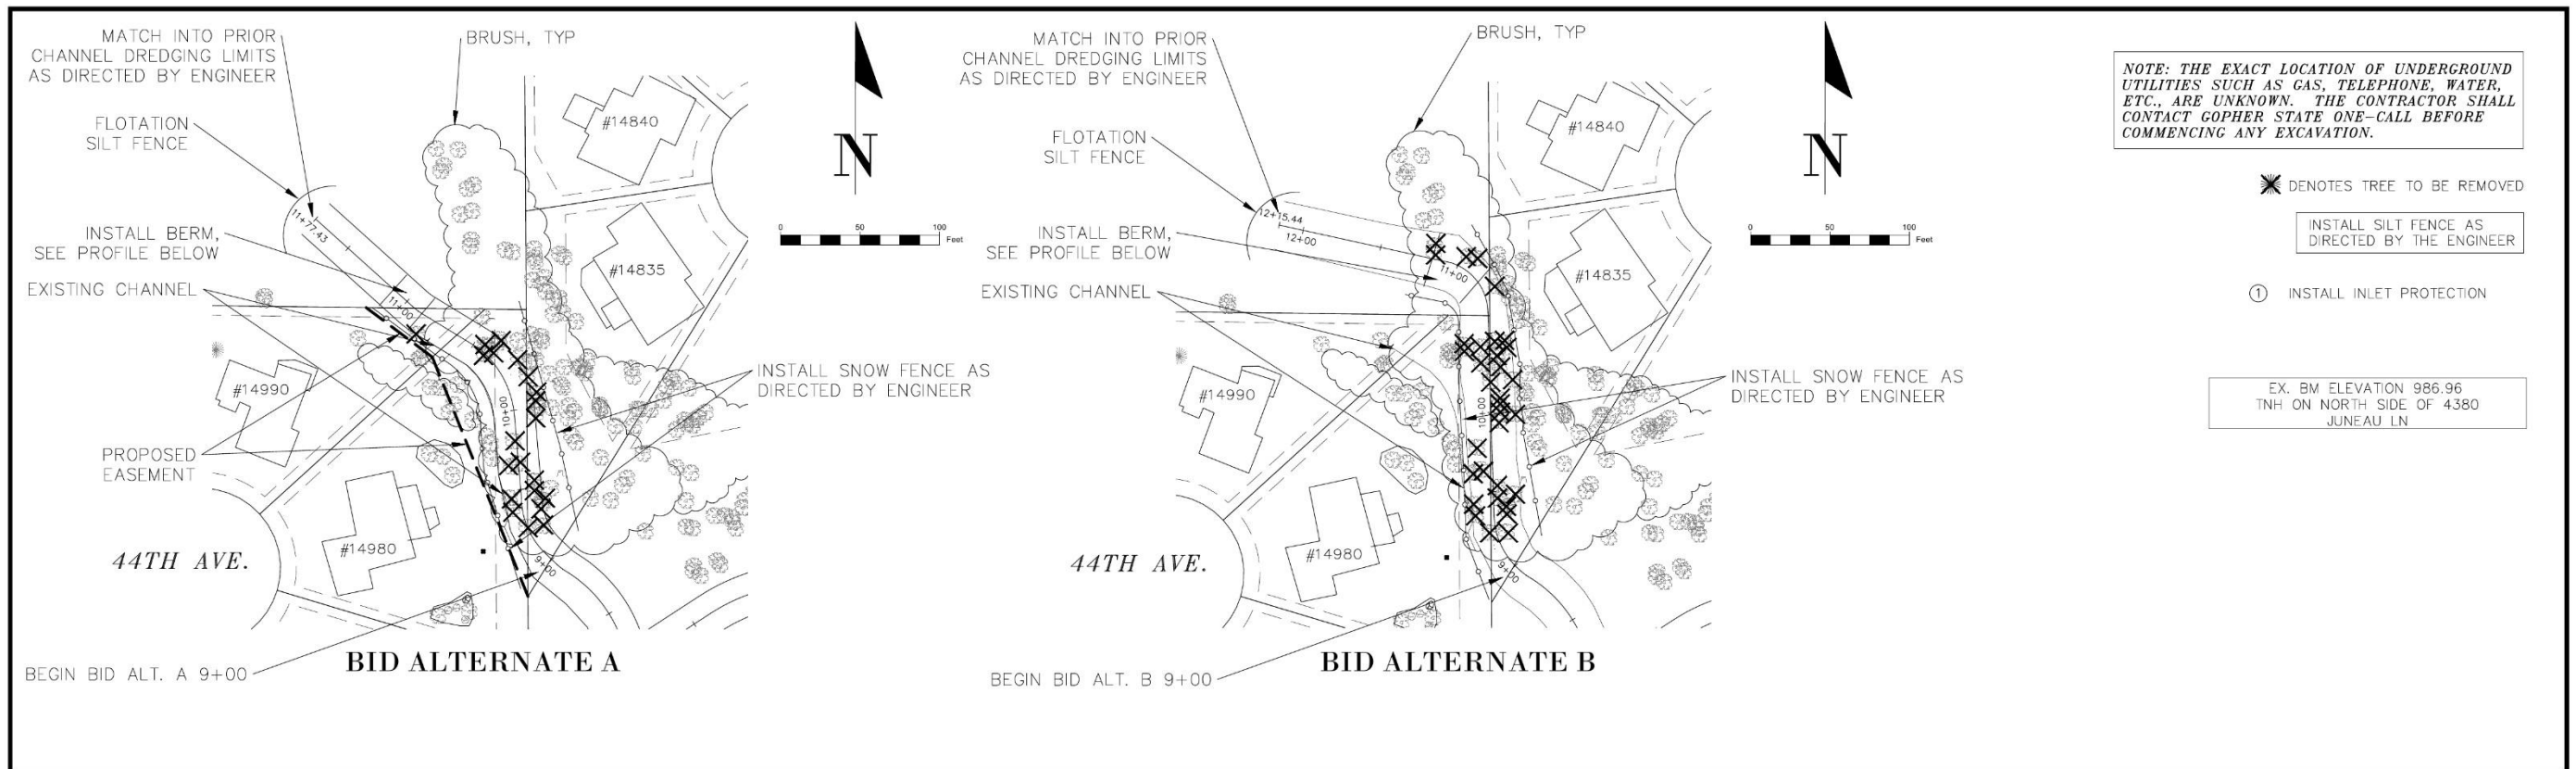 MATCH INTO PRIOR
CHANNEL DREDGING LIMITS
AS DIRECTED BY ENGINEER
BRUSH, TYP
FLOTATION
SILT FENCE
INSTALL BERM,
SEE PROFILE BELOW
EXISTING CHANNEL
PROPOSED
EASEMENT
44TH AVE.
BEGIN BID ALT. A 9+00
11+77.43
11+00
10+00
9+00
#14840
#14835
#14990
#14980
INSTALL SNOW FENCE AS
DIRECTED BY ENGINEER
N
0 50 100
Feet
BID ALTERNATE A
MATCH INTO PRIOR
CHANNEL DREDGING LIMITS
AS DIRECTED BY ENGINEER
BRUSH, TYP
FLOTATION
SILT FENCE
INSTALL BERM,
SEE PROFILE BELOW
EXISTING CHANNEL
44TH AVE.
BEGIN BID ALT. B 9+00
12+15.44
12+00
11+00
10+00
9+00
#14840
#14835
#14990
#14980
INSTALL SNOW FENCE AS
DIRECTED BY ENGINEER
N
0 50 100
Feet
BID ALTERNATE B
NOTE: THE EXACT LOCATION OF UNDERGROUND
UTILITIES SUCH AS GAS, TELEPHONE, WATER,
ETC., ARE UNKNOWN. THE CONTRACTOR SHALL
CONTACT GOPHER STATE ONE-CALL BEFORE
COMMENCING ANY EXCAVATION.
DENOTES TREE TO BE REMOVED
INSTALL SILT FENCE AS
DIRECTED BY THE ENGINEER
1 INSTALL INLET PROTECTION
EX. BM ELEVATION 986.96
TNH ON NORTH SIDE OF 4380
JUNEAU LN